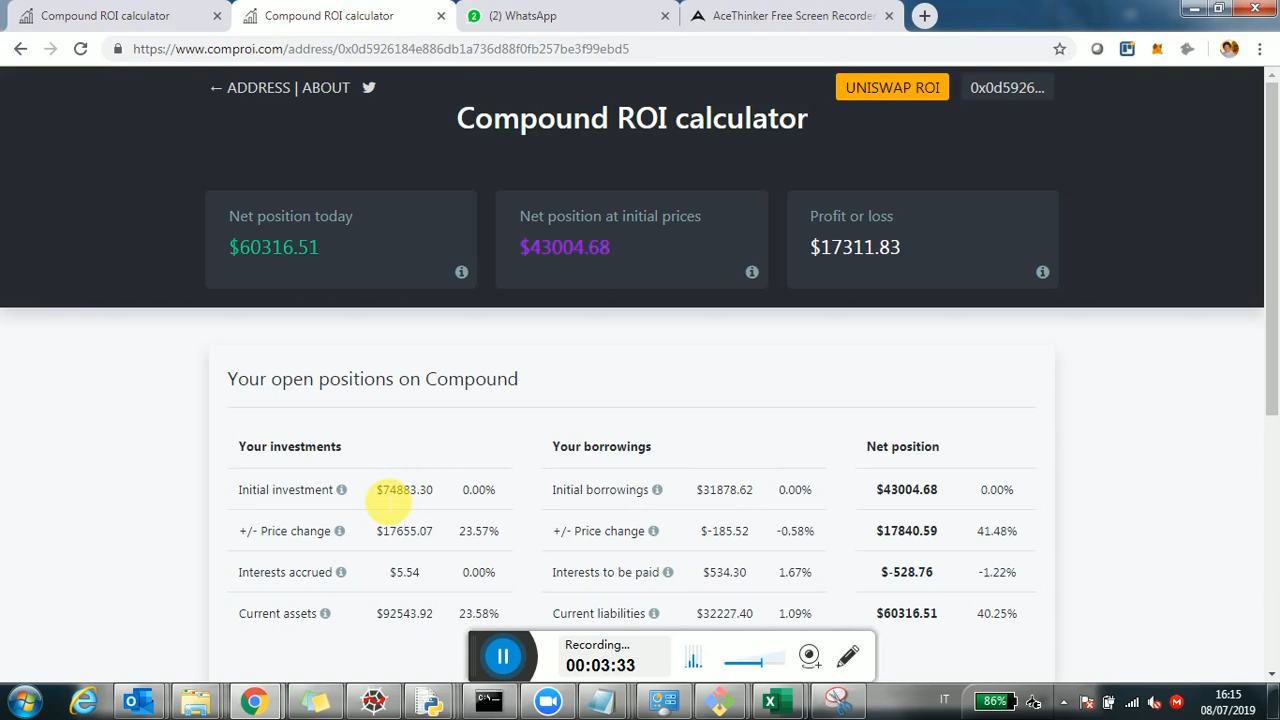 Compound ROI calculator
Compound ROI calculator
(2) WhatsApp
AceThinker Free Screen Recorder
https://www.comproi.com/address/0x0d5926184e886db1a736d88f0fb257be3f99ebd5
← ADDRESS | ABOUT
UNISWAP ROI
0x0d5926...
Compound ROI calculator
Net position today
$60316.51
Net position at initial prices
$43004.68
Profit or loss
$17311.83
Your open positions on Compound
Your investments
Your borrowings
Net position
Initial investment $74883.30 0.00%
Initial borrowings $31878.62 0.00%
$43004.68 0.00%
+/- Price change $17655.07 23.57%
+/- Price change $-185.52 -0.58%
$17840.59 41.48%
Interests accrued $5.54 0.00%
Interests to be paid $534.30 1.67%
$-528.76 -1.22%
Current assets $92543.92 23.58%
Current liabilities $32227.40 1.09%
$60316.51 40.25%
Recording...
00:03:33
IT
86%
16:15
08/07/2019